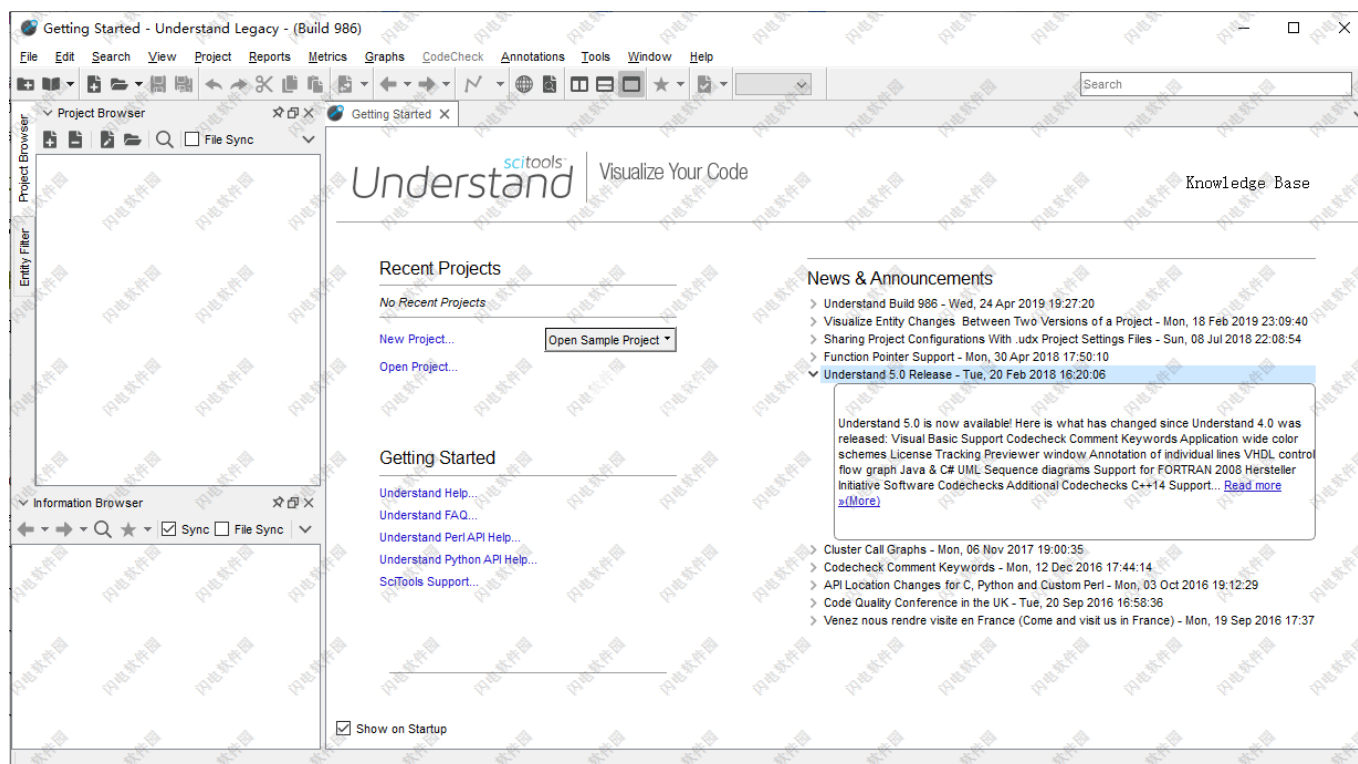 Getting Started - Understand Legacy - (Build 986)
File Edit Search View Project Reports Metrics Graphs CodeCheck Annotations Tools Window Help
Search
Project Browser
Getting Started
File Sync
Project Browser
Entity Filter
Understand
scitools
Visualize Your Code
Knowledge Base
Recent Projects
No Recent Projects
New Project...
Open Sample Project
Open Project...
Getting Started
Understand Help...
Understand FAQ...
Understand Perl API Help...
Understand Python API Help...
SciTools Support...
Show on Startup
News & Announcements
Understand Build 986 - Wed, 24 Apr 2019 19:27:20
Visualize Entity Changes Between Two Versions of a Project - Mon, 18 Feb 2019 23:09:40
Sharing Project Configurations With .udx Project Settings Files - Sun, 08 Jul 2018 22:08:54
Function Pointer Support - Mon, 30 Apr 2018 17:50:10
Understand 5.0 Release - Tue, 20 Feb 2018 16:20:06
Understand 5.0 is now available! Here is what has changed since Understand 4.0 was
released: Visual Basic Support Codecheck Comment Keywords Application wide color
schemes License Tracking Previewer window Annotation of individual lines VHDL control
flow graph Java & C# UML Sequence diagrams Support for FORTRAN 2008 Hersteller
Initiative Software Codechecks Additional Codechecks C++14 Support... Read more
»(More)
Cluster Call Graphs - Mon, 06 Nov 2017 19:00:35
Codecheck Comment Keywords - Mon, 12 Dec 2016 17:44:14
API Location Changes for C, Python and Custom Perl - Mon, 03 Oct 2016 19:12:29
Code Quality Conference in the UK - Tue, 20 Sep 2016 16:58:36
Venez nous rendre visite en France (Come and visit us in France) - Mon, 19 Sep 2016 17:37
Information Browser
Sync File Sync
闪电软件园